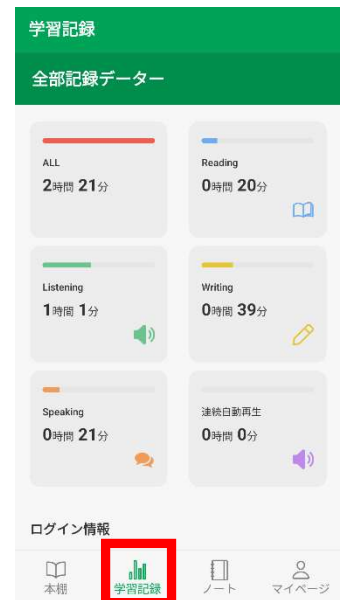 学習記録
全部記録データー
ALL
2時間 21分
Reading
0時間 20分
Listening
1時間 1分
Writing
0時間 39分
Speaking
0時間 21分
連続自動再生
0時間 0分
ログイン情報
本棚
学習記録
ノート
マイページ